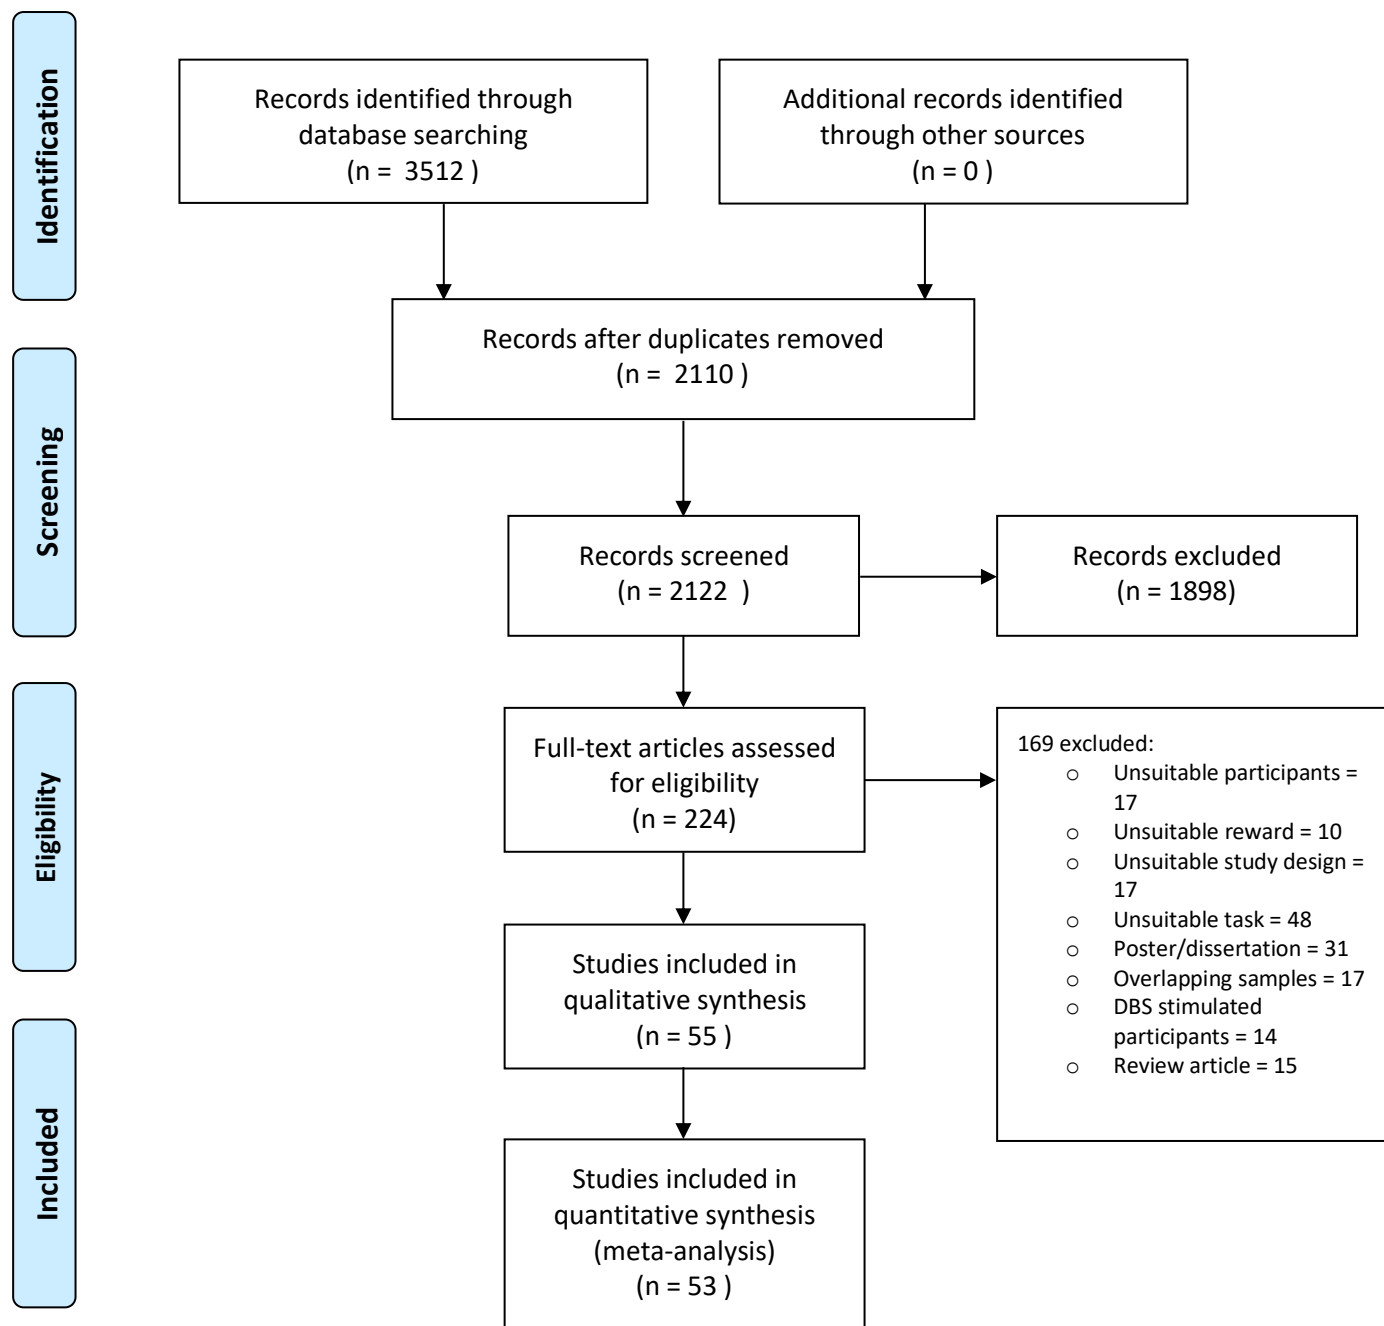 Identification
Records identified through
database searching
(n =  3512 )
Additional records identified
through other sources
(n = 0 )
Records after duplicates removed
(n =  2110 )
Screening
Records screened
(n = 2122  )
Records excluded
(n = 1898)
Eligibility
Full-text articles assessed
for eligibility
(n = 224)
169 excluded:
o Unsuitable participants =
17
o Unsuitable reward = 10
o Unsuitable study design =
17
o Unsuitable task = 48
o Poster/dissertation = 31
o Overlapping samples = 17
o DBS stimulated
participants = 14
o Review article = 15
Studies included in
qualitative synthesis
(n = 55 )
Included
Studies included in
quantitative synthesis
(meta-analysis)
(n = 53 )